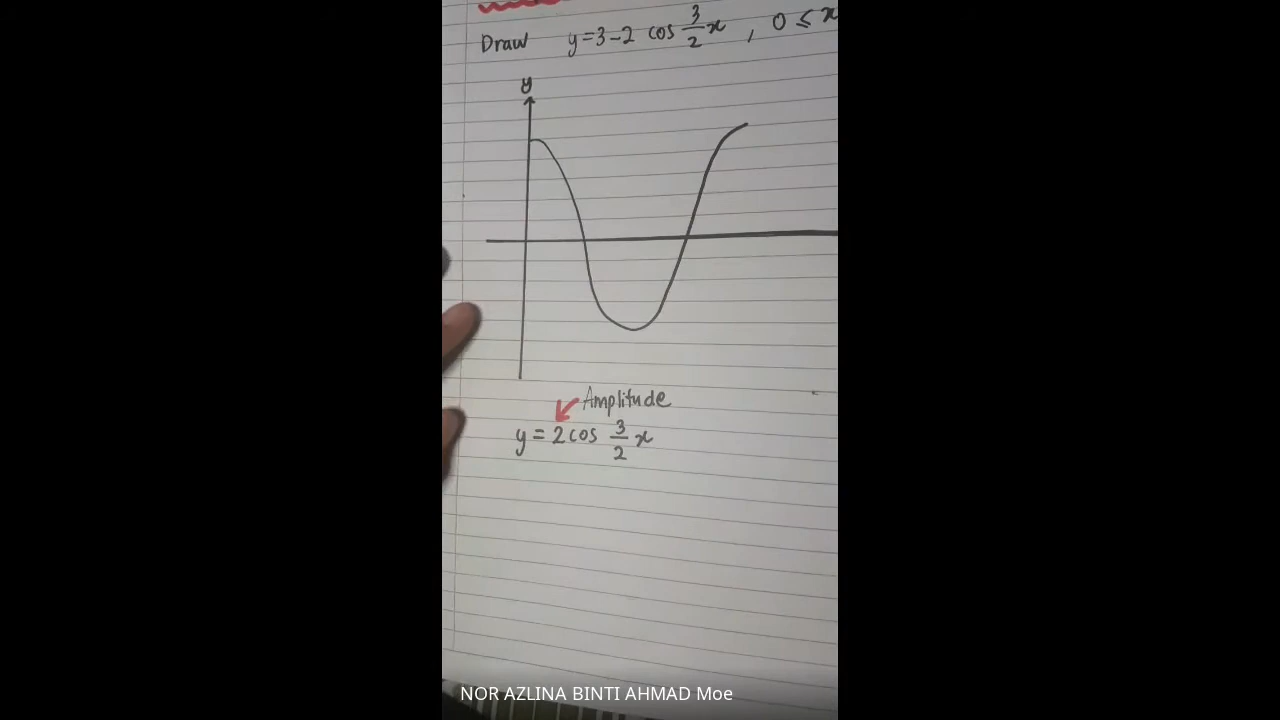 Draw y = 3 - 2 cos 3/2 x , 0 ≤ x
y
Amplitude
y = 2 cos 3/2 x
NOR AZLINA BINTI AHMAD Moe